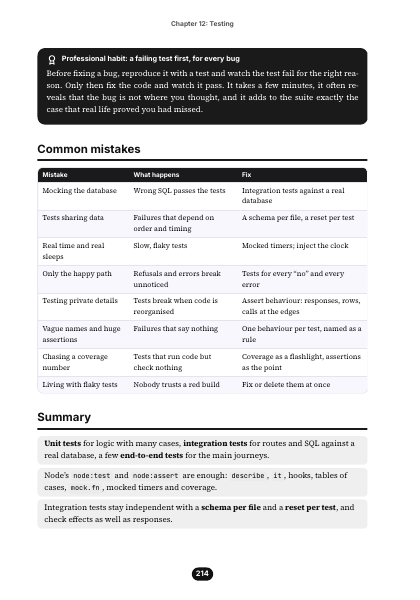 Chapter 12: Testing
Professional habit: a failing test first, for every bug
Before fixing a bug, reproduce it with a test and watch the test fail for the right rea-
son. Only then fix the code and watch it pass. It takes a few minutes, it often re-
veals that the bug is not where you thought, and it adds to the suite exactly the
case that real life proved you had missed.
Common mistakes
Mistake What happens Fix
Mocking the database Wrong SQL passes the tests Integration tests against a real
database
Tests sharing data Failures that depend on A schema per file, a reset per test
order and timing
Real time and real Slow, flaky tests Mocked timers; inject the clock
sleeps
Only the happy path Refusals and errors break Tests for every “no” and every
unnoticed error
Testing private details Tests break when code is Assert behaviour: responses, rows,
reorganised calls at the edges
Vague names and huge Failures that say nothing One behaviour per test, named as a
assertions rule
Chasing a coverage Tests that run code but Coverage as a flashlight, assertions
number check nothing as the point
Living with flaky tests Nobody trusts a red build Fix or delete them at once
Summary
Unit tests for logic with many cases, integration tests for routes and SQL against a
real database, a few end-to-end tests for the main journeys.
Node’s node:test and node:assert are enough: describe, it, hooks, tables of
cases, mock.fn, mocked timers and coverage.
Integration tests stay independent with a schema per file and a reset per test, and
check effects as well as responses.
214